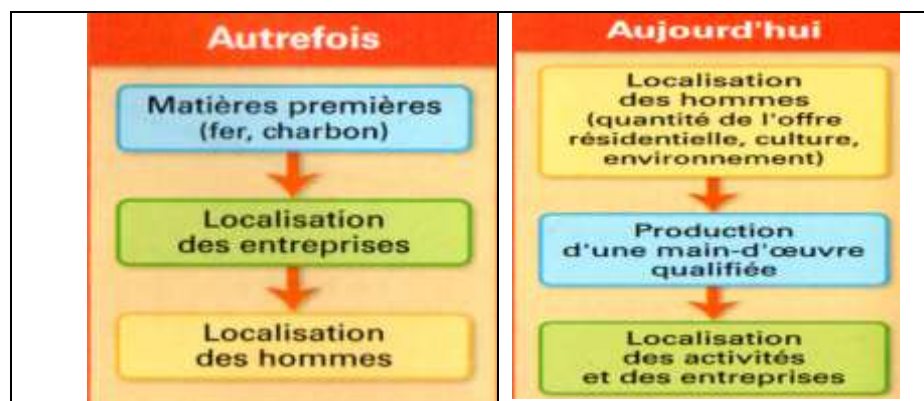 Autrefois
Matières premières
(fer, charbon)
Localisation
des entreprises
Localisation
des hommes
Aujourd'hui
Localisation
des hommes
(quantité de l'offre
résidentielle, culture,
environnement)
Production
d'une main-d'œuvre
qualifiée
Localisation
des activités
et des entreprises